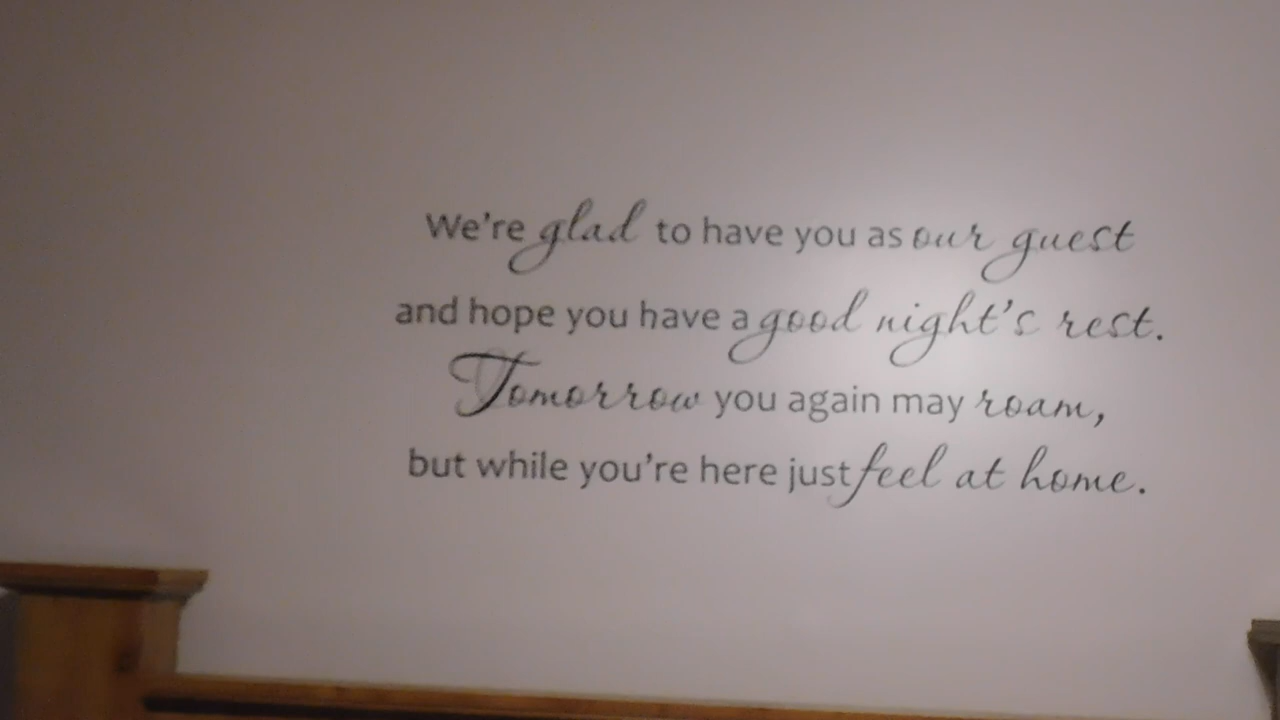 We're glad to have you as our guest
and hope you have a good night's rest.
Tomorrow you again may roam,
but while you're here just feel at home.